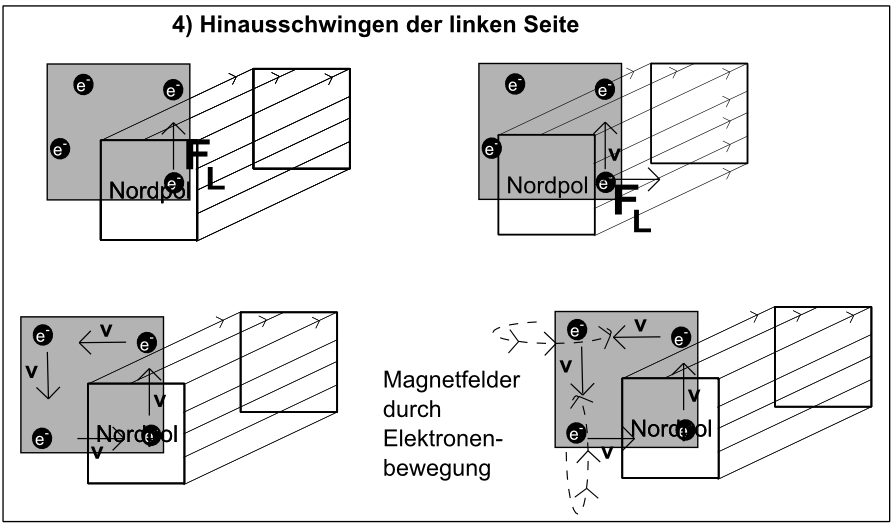 4) Hinausschwingen der linken Seite
e⁻
e⁻
e⁻
F
L
e⁻
Nordpol
e⁻
e⁻
e⁻
v
e⁻
Nordpol
F
L
e⁻
v
e⁻
v
v
e⁻
Nordpol
e⁻
v
Magnetfelder
durch
Elektronen-
bewegung
e⁻
v
e⁻
v
v
e⁻
Nordpol
e⁻
v